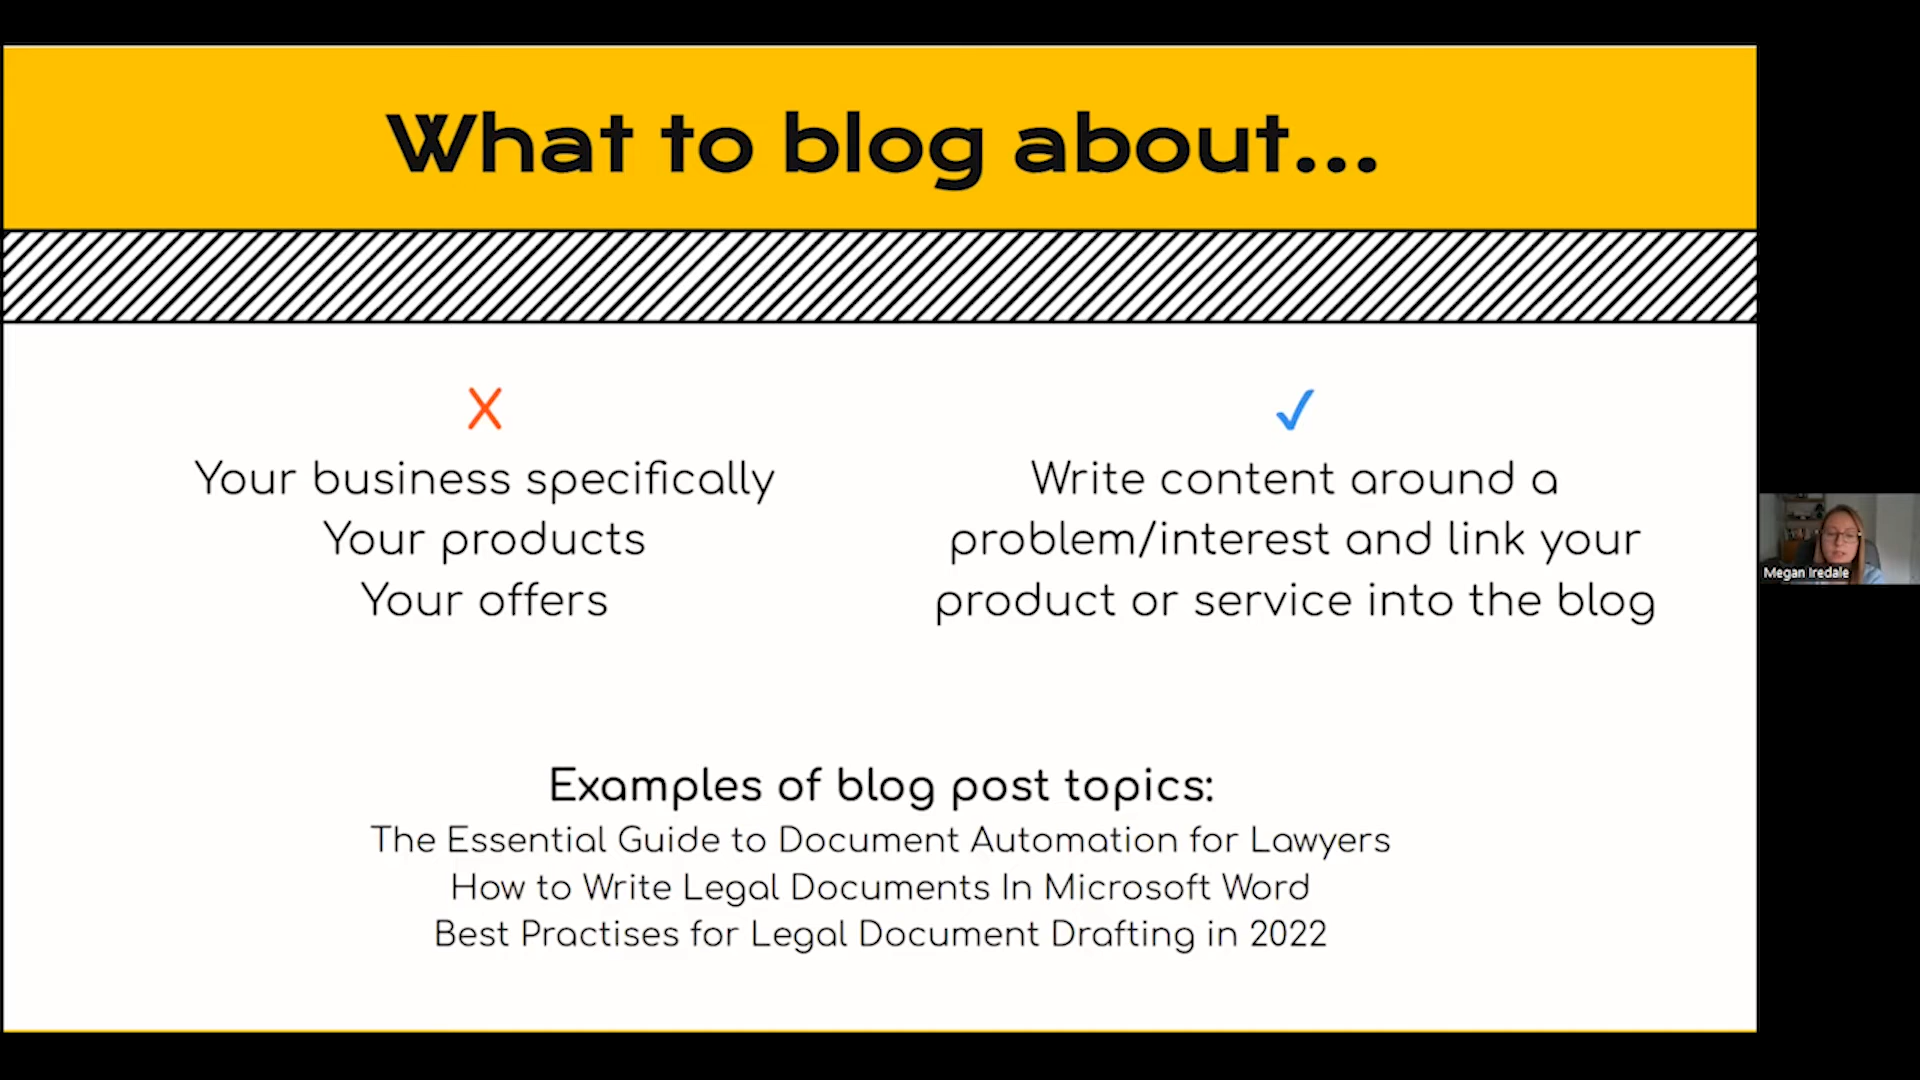 What to blog about...
X
Your business specifically
Your products
Your offers
✓
Write content around a
problem/interest and link your
product or service into the blog
Examples of blog post topics:
The Essential Guide to Document Automation for Lawyers
How to Write Legal Documents In Microsoft Word
Best Practises for Legal Document Drafting in 2022
Megan Iredale